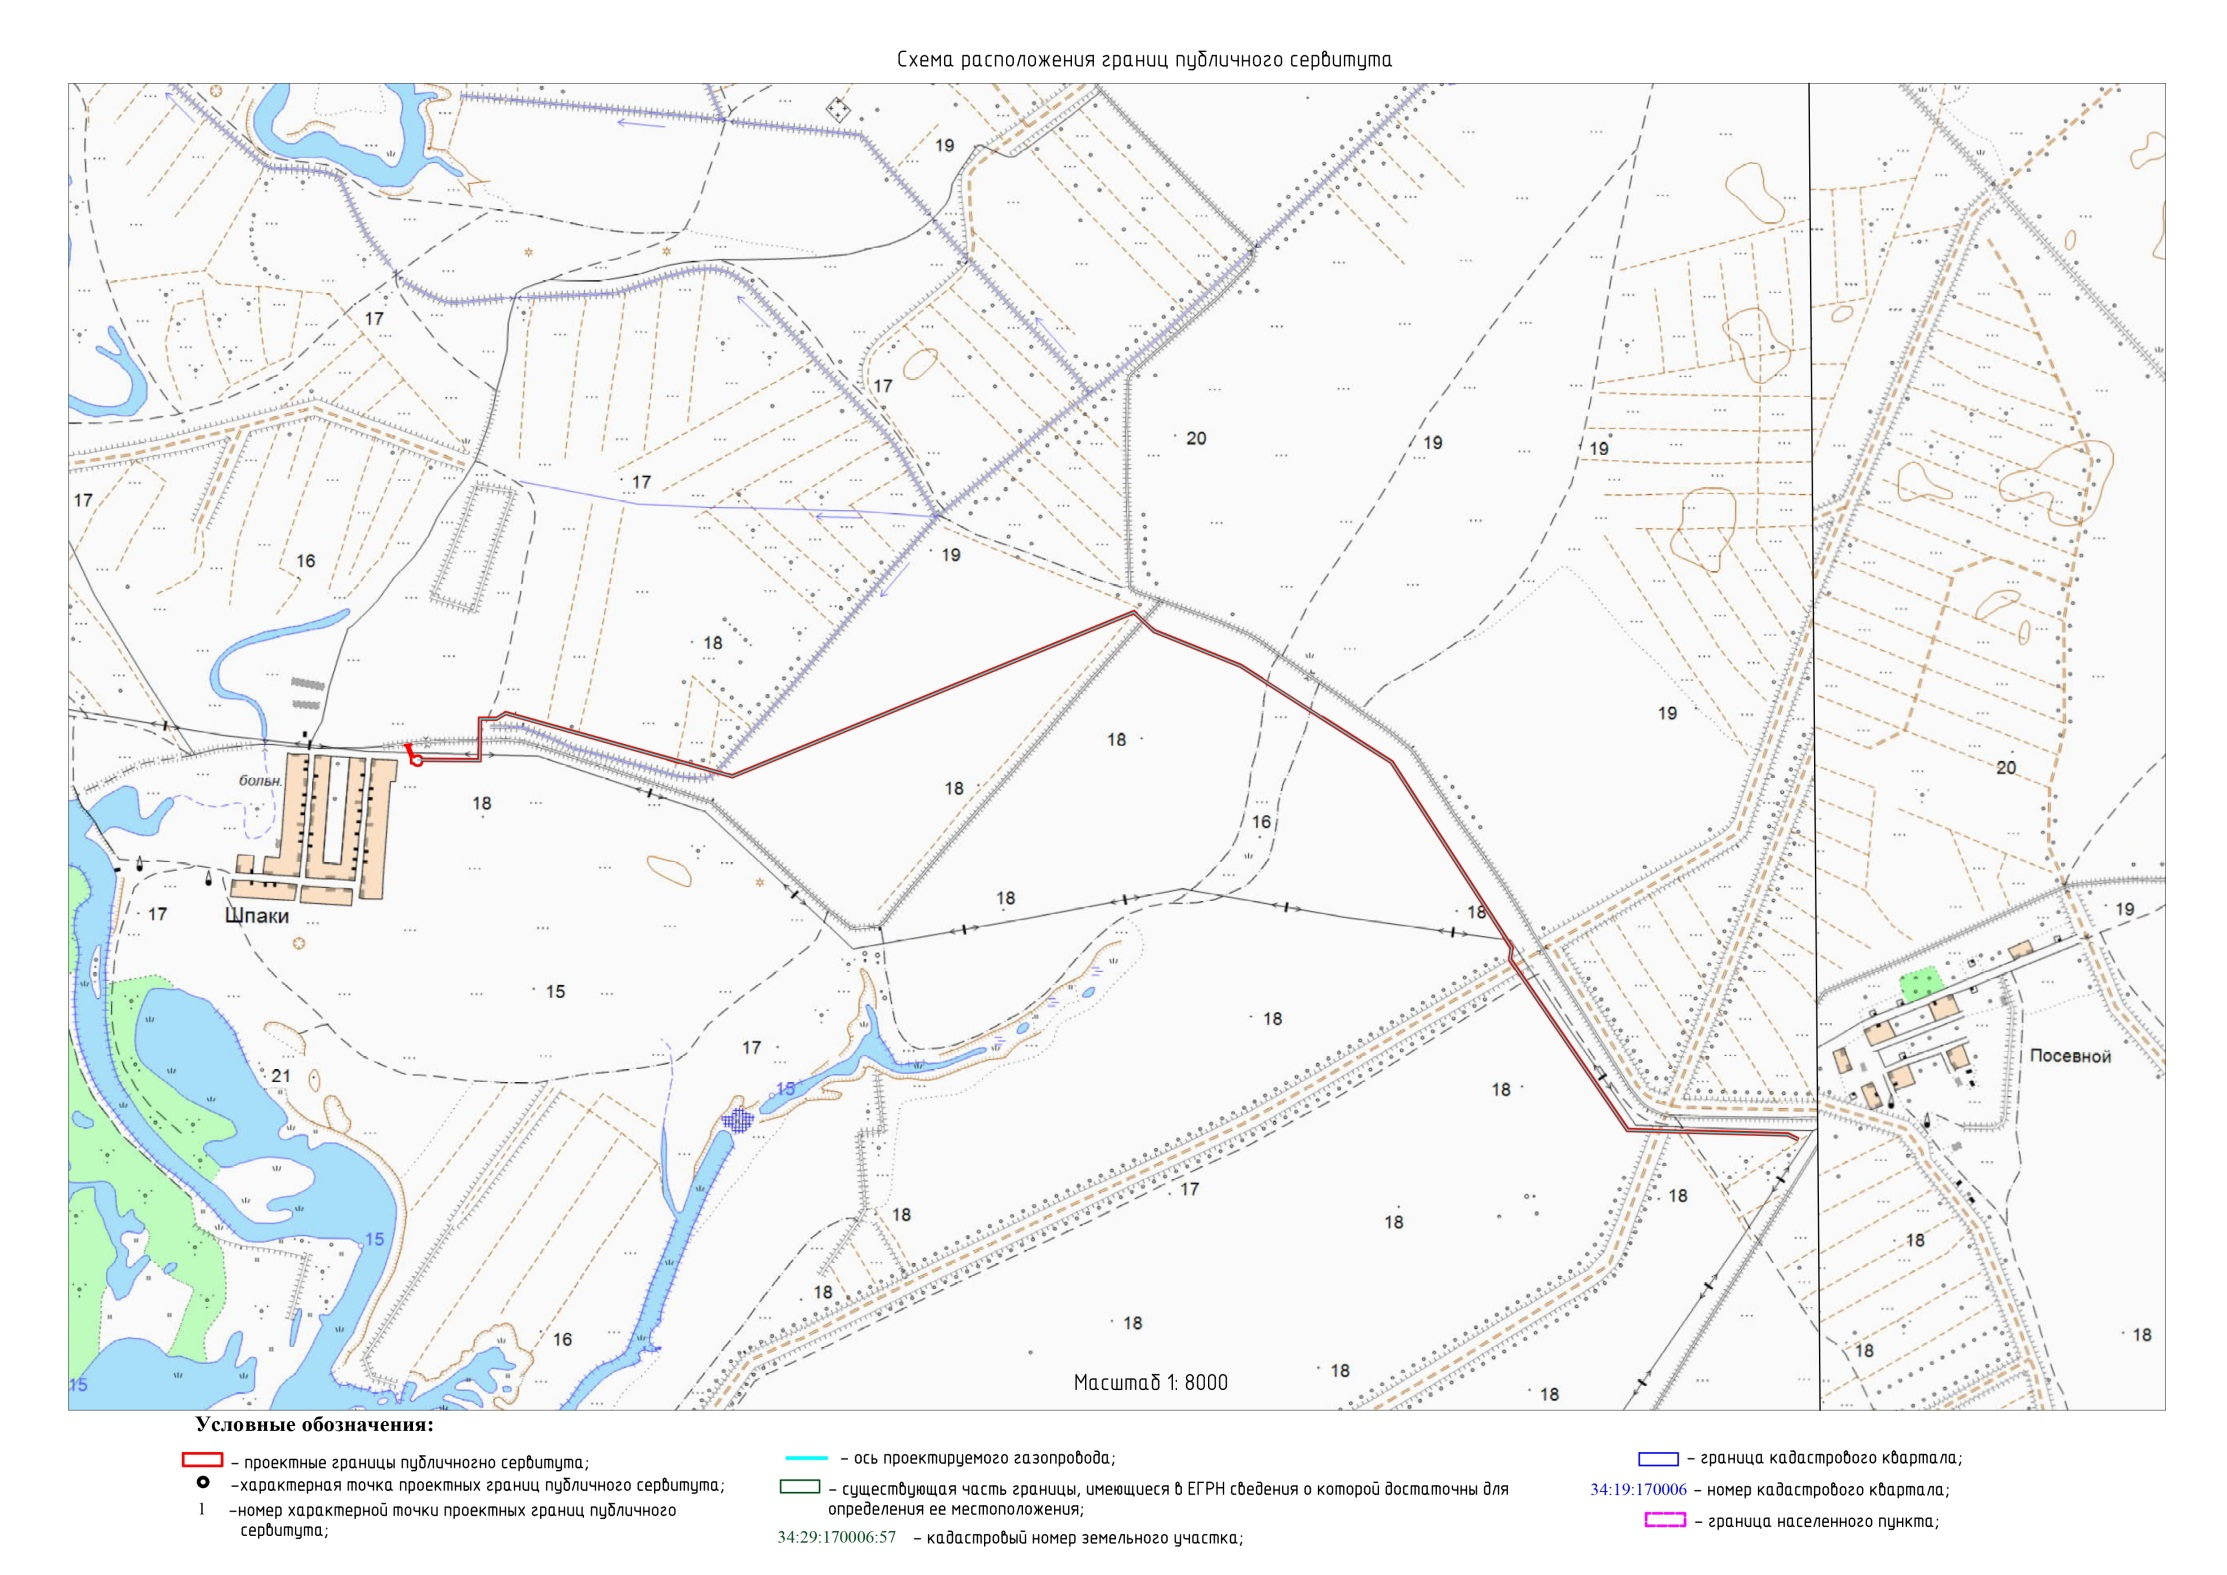 Схема расположения границ публичного сервитута
19
17
17
20
19
19
17
17
19
16
18
19
18
20
18
больн.
18
16
18
18
17
19
Шпаки
15
18
17
Посевной
21
15
18
17
18
18
18
18
15
18
18
16
18
18
18
15
18
18
Масштаб 1: 8000
Условные обозначения:
– проектные границы публичногно сервитута;
–характерная точка проектных границ публичного сервитута;
1 –номер характерной точки проектных границ публичного
сервитута;
– ось проектируемого газопровода;
– существующая часть границы, имеющиеся в ЕГРН сведения о которой достаточны для
определения ее местоположения;
34:29:170006:57 – кадастровый номер земельного участка;
– граница кадастрового квартала;
34:19:170006 – номер кадастрового квартала;
– граница населенного пункта;